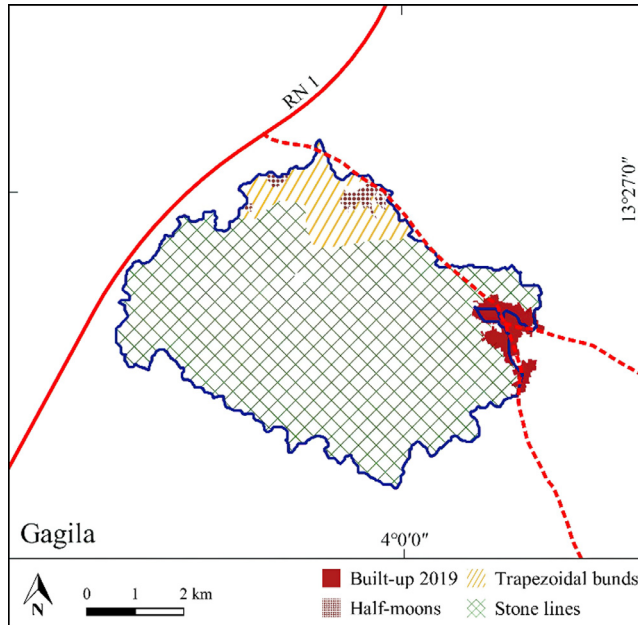 RN 1
13°27'0"
Gagila
4°0'0"
N
0 1 2 km
Built-up 2019
Trapezoidal bunds
Half-moons
Stone lines